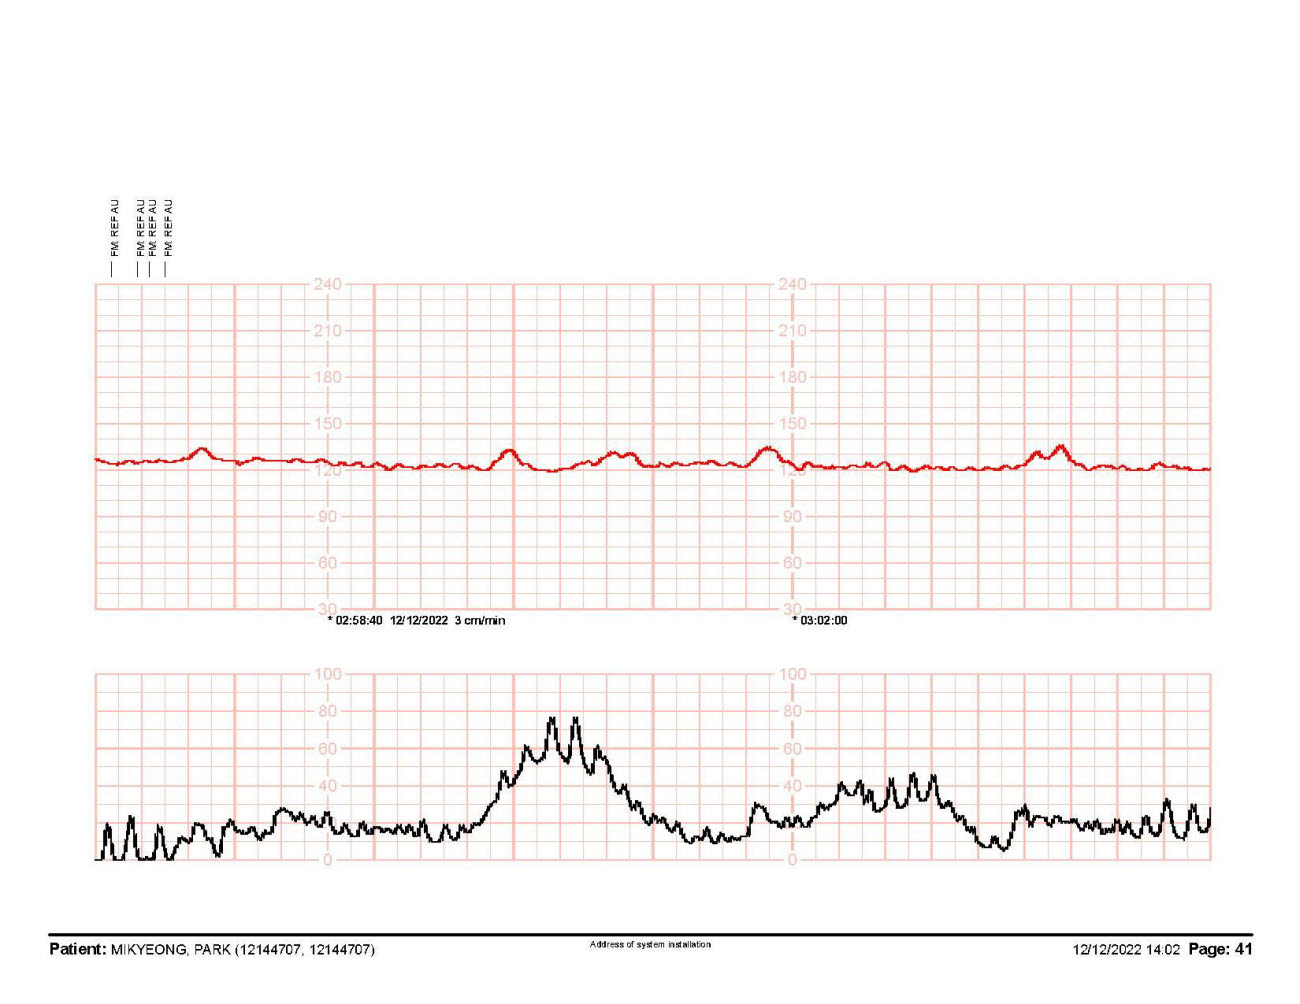 FM: REF AU
FM: REF AU
FM: REF AU
FM: REF AU
240 240
210 210
180 180
150 150
120 120
90 90
60 60
30 30
* 02:58:40 12/12/2022 3 cm/min * 03:02:00
100 100
80 80
60 60
40 40
20 20
0 0
Patient: MIKYEONG, PARK (12144707, 12144707) Address of system installation 12/12/2022 14:02 Page: 41